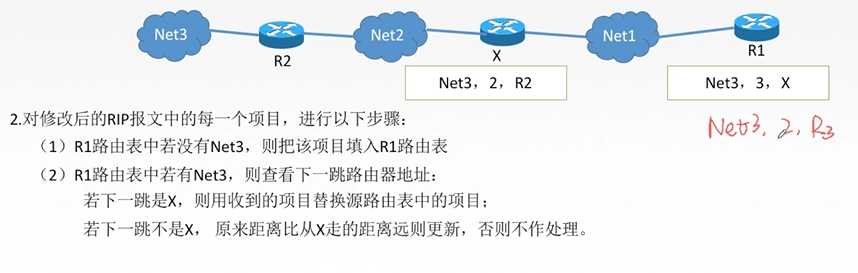 Net3
R2
Net2
X
Net1
R1
Net3，2，R2
Net3，3，X
Net3, 2, R3
2.对修改后的RIP报文中的每一个项目，进行以下步骤：
（1）R1路由表中若没有Net3，则把该项目填入R1路由表
（2）R1路由表中若有Net3，则查看下一跳路由器地址：
若下一跳是X，则用收到的项目替换源路由表中的项目；
若下一跳不是X， 原来距离比从X走的距离远则更新，否则不作处理。